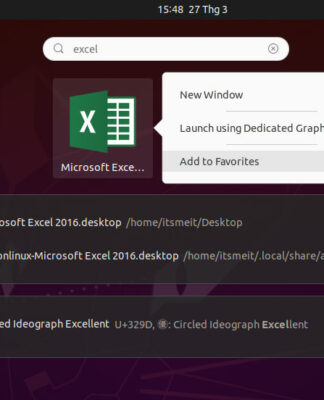 15:48 27 Thg 3
excel
New Window
Launch using Dedicated Graph
Add to Favorites
Microsoft Exce...
osoft Excel 2016.desktop /home/itsmeit/Desktop
onlinux-Microsoft Excel 2016.desktop /home/itsmeit/.local/share/a
ed Ideograph Excellent U+329D, ㊝: Circled Ideograph Excellent